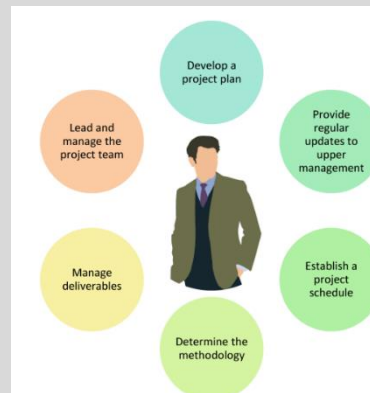 Develop a
project plan
Provide
regular
updates to
upper
management
Establish a
project
schedule
Determine the
methodology
Manage
deliverables
Lead and
manage the
project team